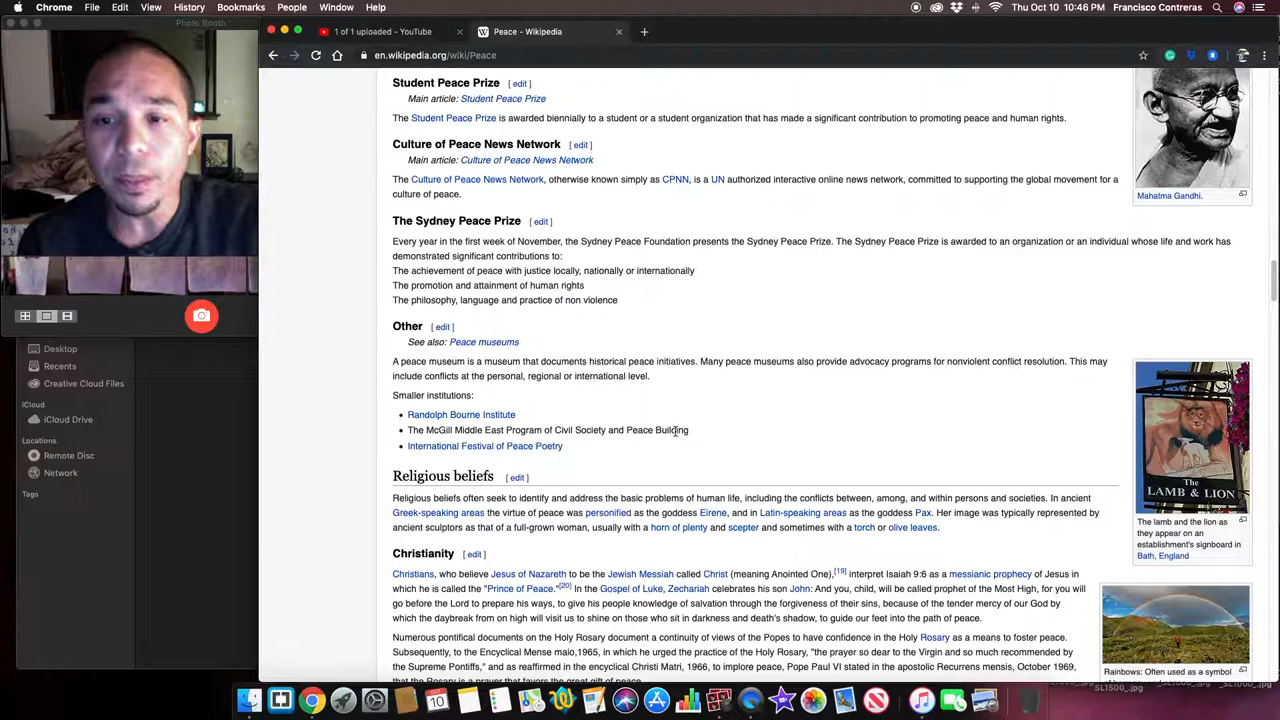 Chrome File Edit View History Bookmarks People Window Help
Thu Oct 10 10:46 PM Francisco Contreras
Photo Booth
1 of 1 uploaded - YouTube
Peace - Wikipedia
en.wikipedia.org/wiki/Peace
Student Peace Prize [ edit ]
Main article: Student Peace Prize
The Student Peace Prize is awarded biennially to a student or a student organization that has made a significant contribution to promoting peace and human rights.
Culture of Peace News Network [ edit ]
Main article: Culture of Peace News Network
The Culture of Peace News Network, otherwise known simply as CPNN, is a UN authorized interactive online news network, committed to supporting the global movement for a
culture of peace.
Mahatma Gandhi.
The Sydney Peace Prize [ edit ]
Every year in the first week of November, the Sydney Peace Foundation presents the Sydney Peace Prize. The Sydney Peace Prize is awarded to an organization or an individual whose life and work has
demonstrated significant contributions to:
The achievement of peace with justice locally, nationally or internationally
The promotion and attainment of human rights
The philosophy, language and practice of non violence
Other [ edit ]
See also: Peace museums
A peace museum is a museum that documents historical peace initiatives. Many peace museums also provide advocacy programs for nonviolent conflict resolution. This may
include conflicts at the personal, regional or international level.
Smaller institutions:
• Randolph Bourne Institute
• The McGill Middle East Program of Civil Society and Peace Building
• International Festival of Peace Poetry
The
LAMB & LION
The lamb and the lion as
they appear on an
establishment's signboard in
Bath, England
Religious beliefs [ edit ]
Religious beliefs often seek to identify and address the basic problems of human life, including the conflicts between, among, and within persons and societies. In ancient
Greek-speaking areas the virtue of peace was personified as the goddess Eirene, and in Latin-speaking areas as the goddess Pax. Her image was typically represented by
ancient sculptors as that of a full-grown woman, usually with a horn of plenty and scepter and sometimes with a torch or olive leaves.
Christianity [ edit ]
Christians, who believe Jesus of Nazareth to be the Jewish Messiah called Christ (meaning Anointed One),[19] interpret Isaiah 9:6 as a messianic prophecy of Jesus in
which he is called the "Prince of Peace."[20] In the Gospel of Luke, Zechariah celebrates his son John: And you, child, will be called prophet of the Most High, for you will
go before the Lord to prepare his ways, to give his people knowledge of salvation through the forgiveness of their sins, because of the tender mercy of our God by
which the daybreak from on high will visit us to shine on those who sit in darkness and death's shadow, to guide our feet into the path of peace.
Numerous pontifical documents on the Holy Rosary document a continuity of views of the Popes to have confidence in the Holy Rosary as a means to foster peace.
Subsequently, to the Encyclical Mense maio,1965, in which he urged the practice of the Holy Rosary, "the prayer so dear to the Virgin and so much recommended by
the Supreme Pontiffs," and as reaffirmed in the encyclical Christi Matri, 1966, to implore peace, Pope Paul VI stated in the apostolic Recurrens mensis, October 1969,
that the Rosary is a prayer that favors the great gift of peace.
Rainbows: Often used as a symbol
Desktop
Recents
Creative Cloud Files
iCloud
iCloud Drive
Locations
Remote Disc
Network
Tags
10